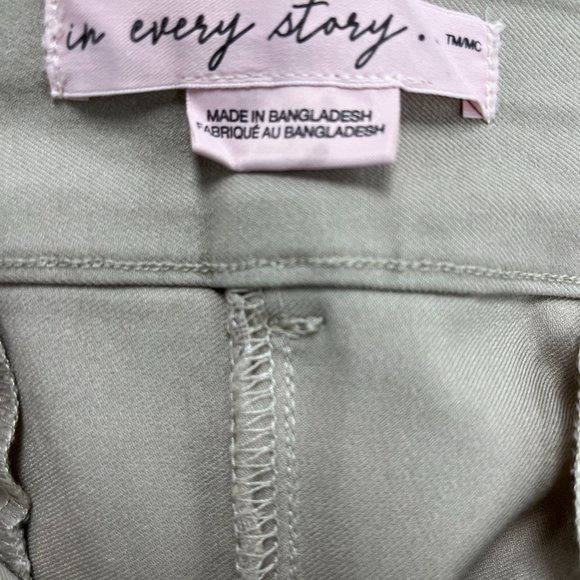 in every story. TM/MC
MADE IN BANGLADESH
FABRIQUÉ AU BANGLADESH